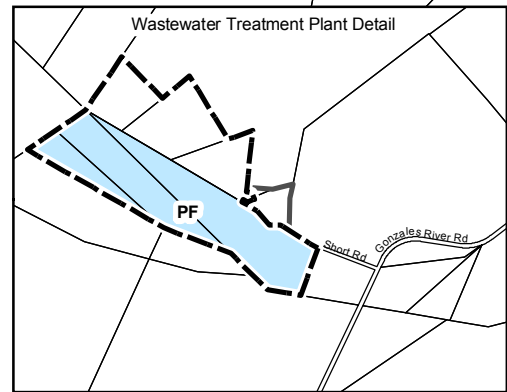 Wastewater Treatment Plant Detail
PF
Short Rd
Gonzales River Rd